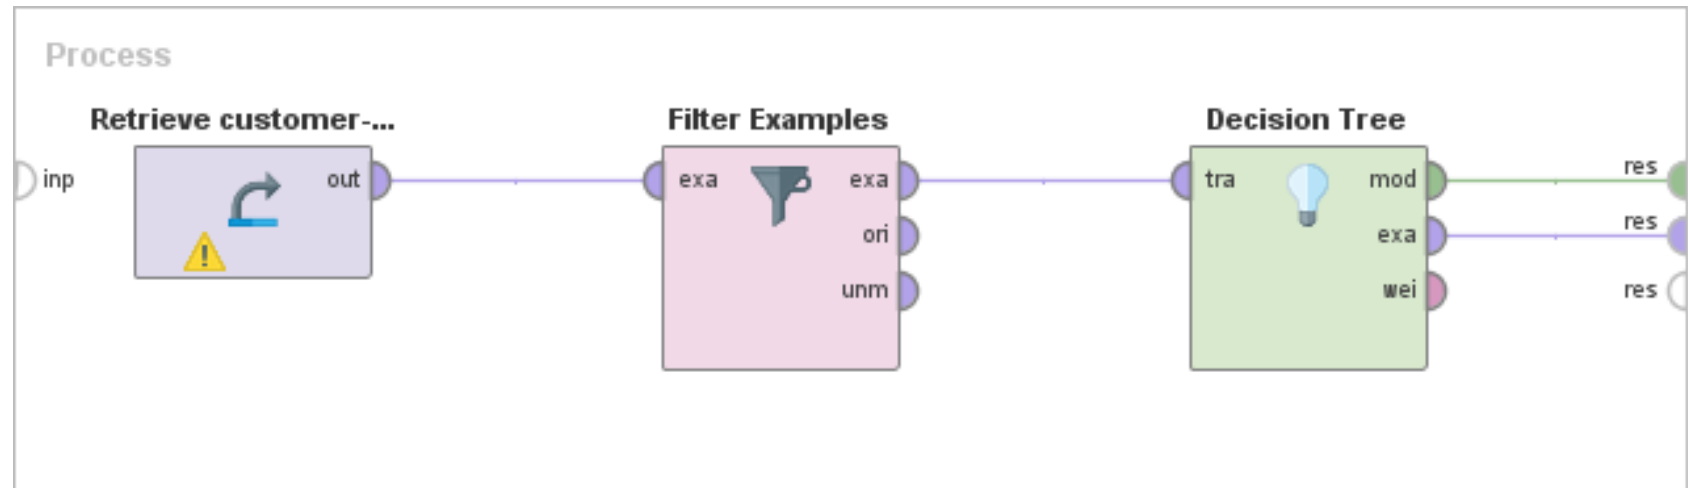 Process
Retrieve customer-... Filter Examples Decision Tree
inp out exa exa tra mod res
ori exa res
unm wei res